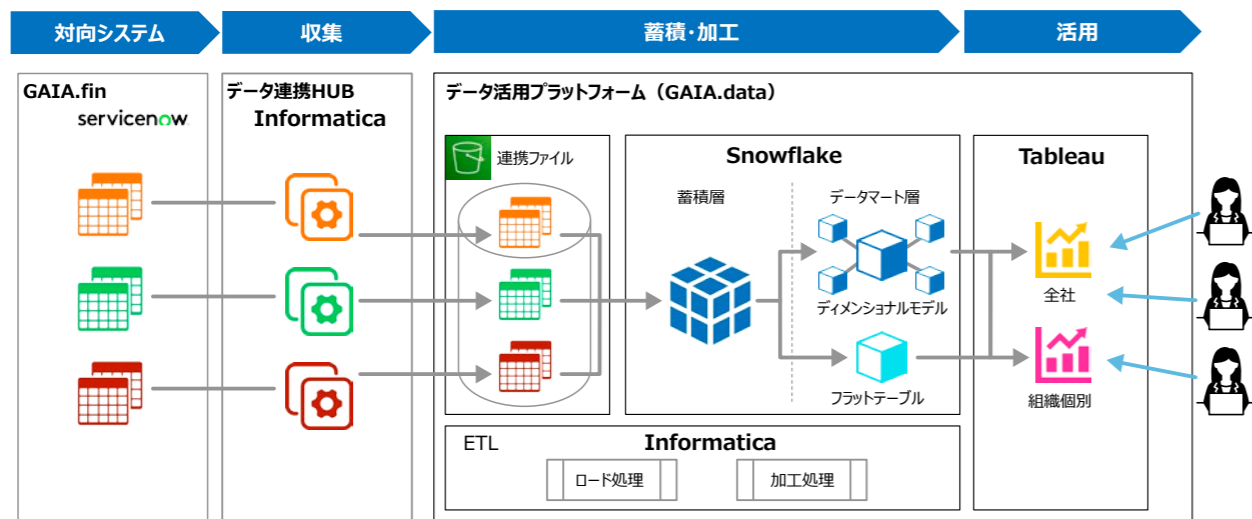 対向システム
収集
蓄積・加工
活用
GAIA.fin
servicenow
データ連携HUB
Informatica
データ活用プラットフォーム（GAIA.data）
連携ファイル
Snowflake
蓄積層
データマート層
ディメンショナルモデル
フラットテーブル
Tableau
全社
組織個別
ETL
Informatica
ロード処理
加工処理